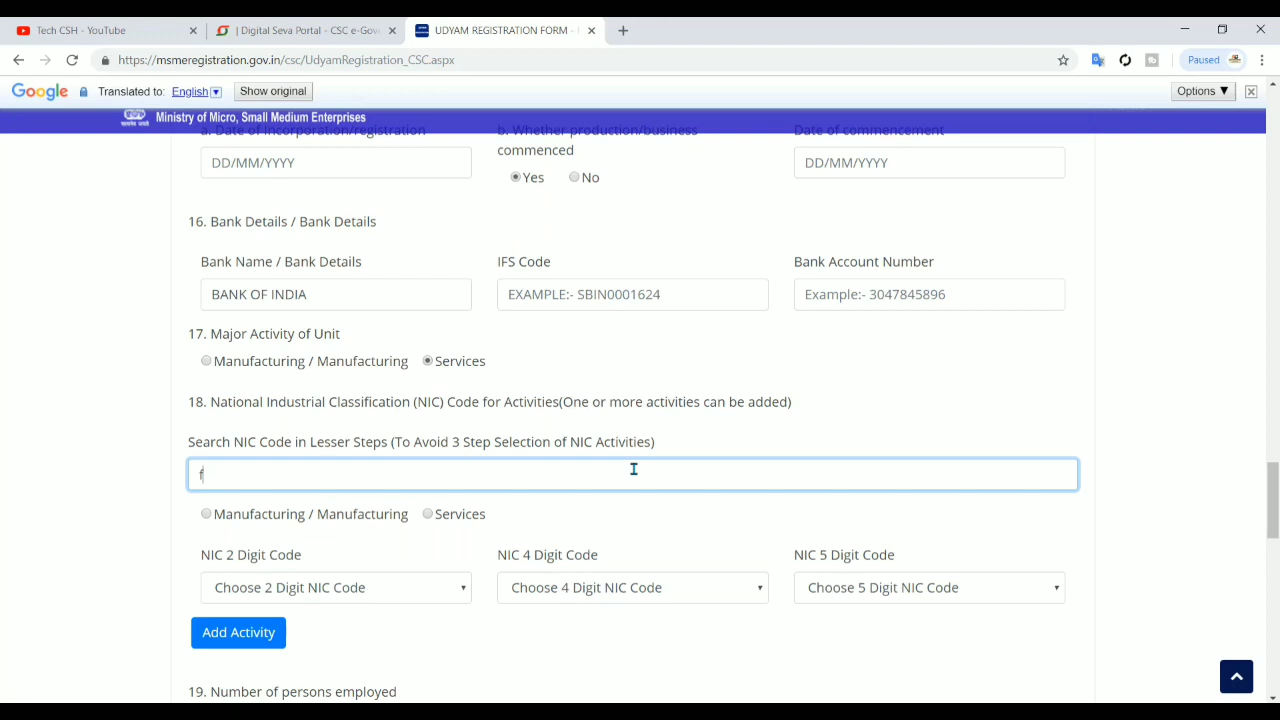 Tech CSH - YouTube
| Digital Seva Portal - CSC e-Gov
UDYAM REGISTRATION FORM -
https://msmeregistration.gov.in/csc/UdyamRegistration_CSC.aspx
Paused
Google Translated to: English Show original Options ▼
Ministry of Micro, Small Medium Enterprises
a. Date of Incorporation/registration
b. Whether production/business commenced
Date of commencement
DD/MM/YYYY
Yes No
DD/MM/YYYY
16. Bank Details / Bank Details
Bank Name / Bank Details IFS Code Bank Account Number
BANK OF INDIA EXAMPLE:- SBIN0001624 Example:- 3047845896
17. Major Activity of Unit
Manufacturing / Manufacturing Services
18. National Industrial Classification (NIC) Code for Activities(One or more activities can be added)
Search NIC Code in Lesser Steps (To Avoid 3 Step Selection of NIC Activities)
f
Manufacturing / Manufacturing Services
NIC 2 Digit Code NIC 4 Digit Code NIC 5 Digit Code
Choose 2 Digit NIC Code Choose 4 Digit NIC Code Choose 5 Digit NIC Code
Add Activity
19. Number of persons employed